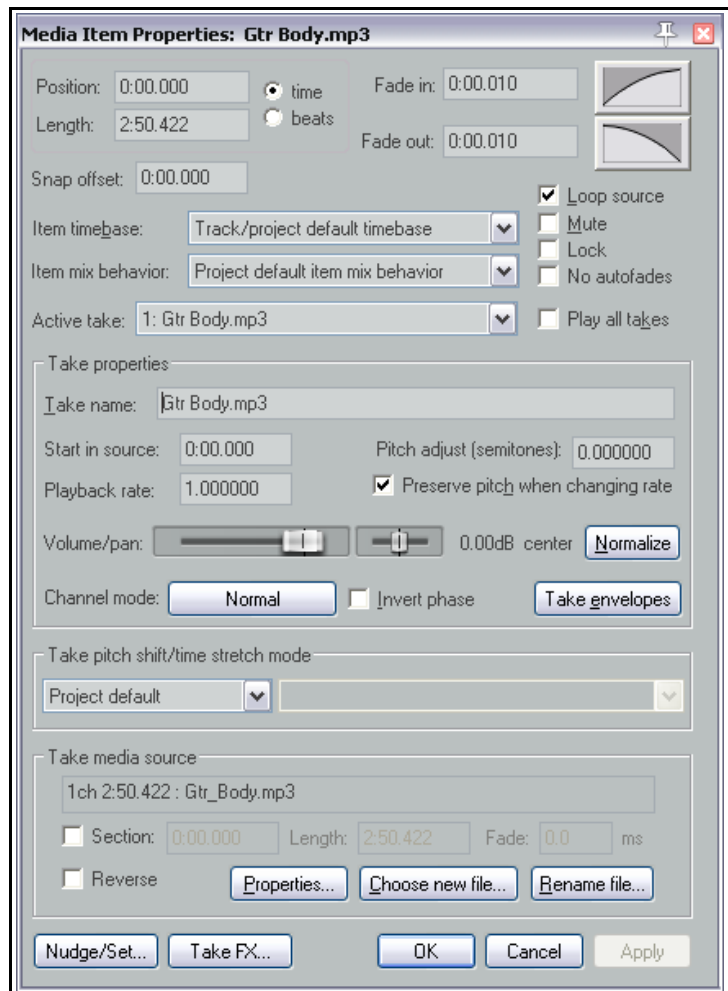 Media Item Properties: Gtr Body.mp3
Position: 0:00.000 time Fade in: 0:00.010
Length: 2:50.422 beats Fade out: 0:00.010
Snap offset: 0:00.000
Loop source
Item timebase: Track/project default timebase Mute
Lock
Item mix behavior: Project default item mix behavior No autofades
Active take: 1: Gtr Body.mp3 Play all takes
Take properties
Take name: Gtr Body.mp3
Start in source: 0:00.000 Pitch adjust (semitones): 0.000000
Playback rate: 1.000000 Preserve pitch when changing rate
Volume/pan: 0.00dB center Normalize
Channel mode: Normal Invert phase Take envelopes
Take pitch shift/time stretch mode
Project default
Take media source
1ch 2:50.422 : Gtr_Body.mp3
Section: 0:00.000 Length: 2:50.422 Fade: 0.0 ms
Reverse Properties... Choose new file... Rename file...
Nudge/Set... Take FX... OK Cancel Apply